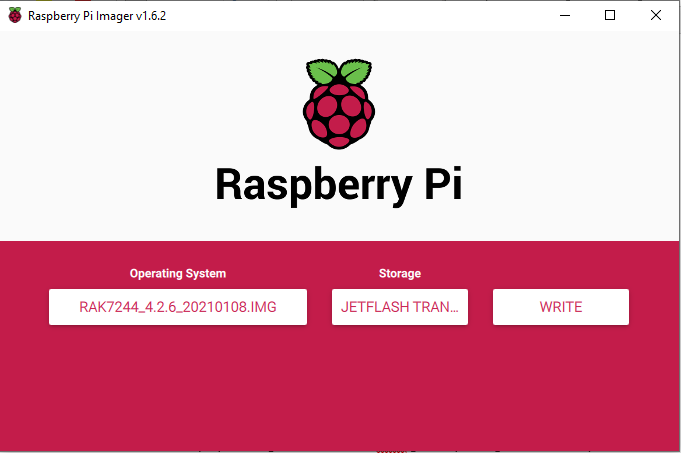 Raspberry Pi Imager v1.6.2
Raspberry Pi
Operating System
Storage
RAK7244_4.2.6_20210108.IMG
JETFLASH TRAN...
WRITE